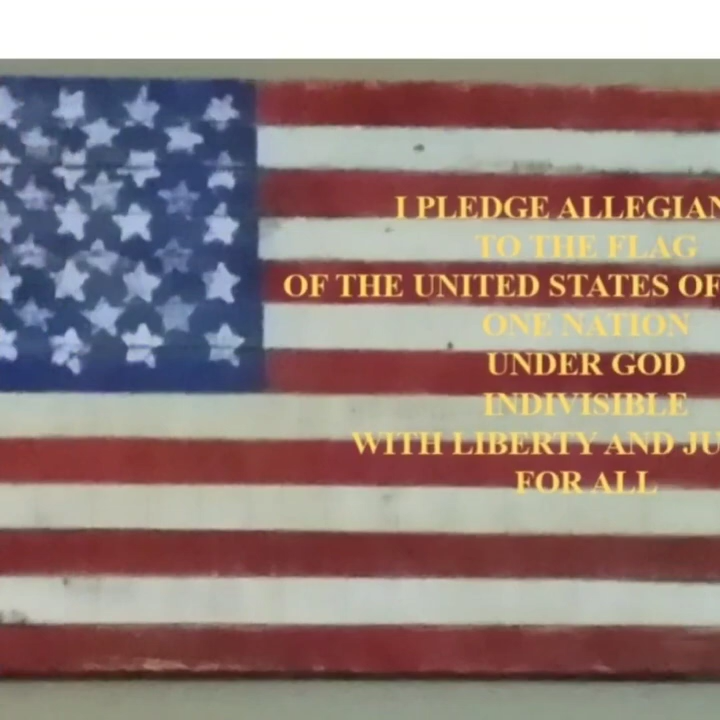 I PLEDGE ALLEGIAN
TO THE FLAG
OF THE UNITED STATES OF
ONE NATION
UNDER GOD
INDIVISIBLE
WITH LIBERTY AND JU
FOR ALL